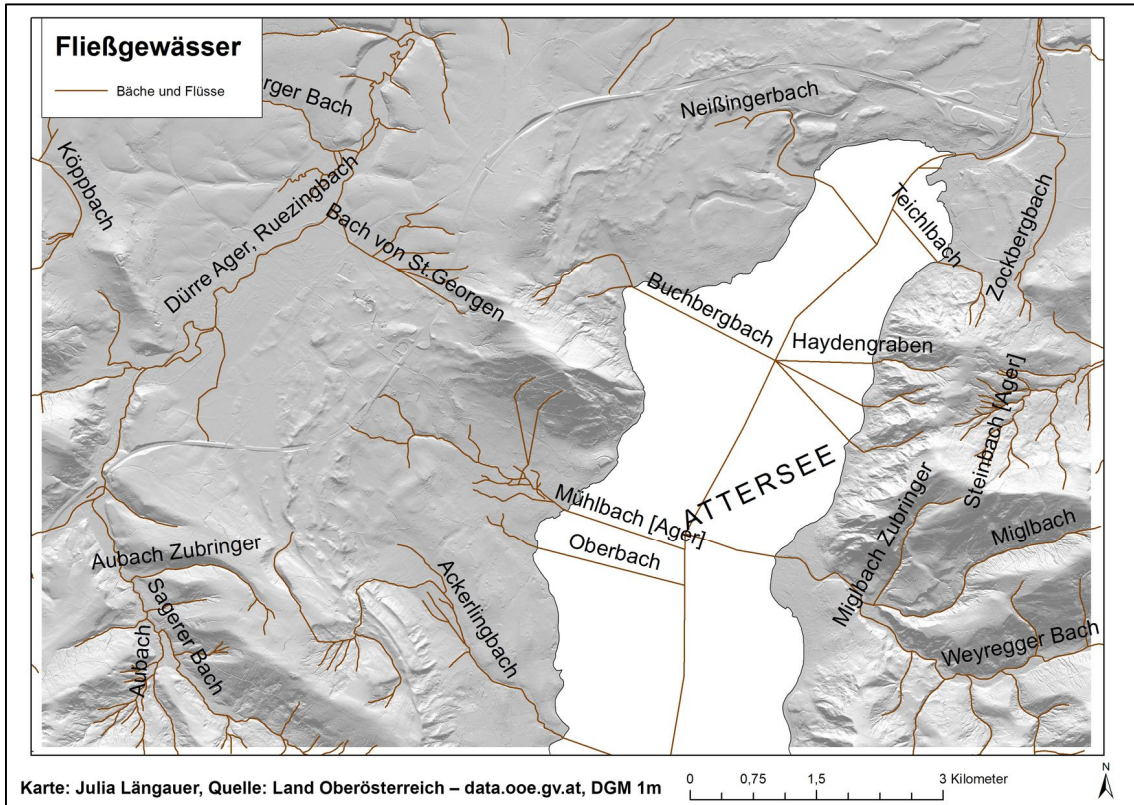 Fließgewässer
Bäche und Flüsse
erger Bach
Neißingerbach
Köppbach
Dürre Ager, Ruezingbach
Bach von St.Georgen
Teichlbach
Zockbergbach
Buchbergbach
Haydengraben
Steinbach [Ager]
ATTERSEE
Mühlbach [Ager]
Oberbach
Miglbach Zubringer
Miglbach
Aubach Zubringer
Ackerlingbach
Sagerer Bach
Aubach
Weyregger Bach
Karte: Julia Längauer, Quelle: Land Oberösterreich – data.ooe.gv.at, DGM 1m
0 0,75 1,5 3 Kilometer
N